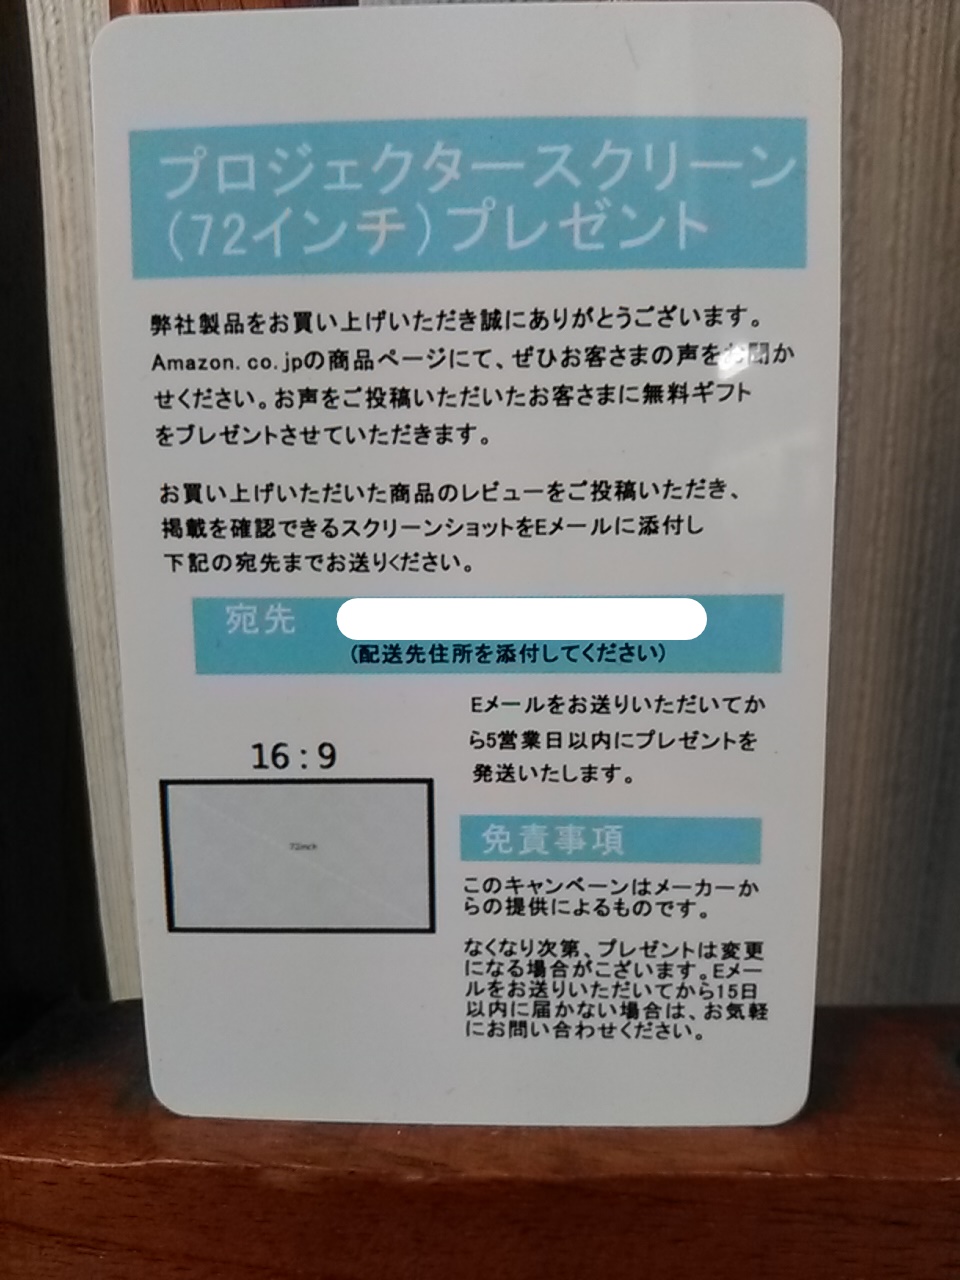 プロジェクタースクリーン
(72インチ)プレゼント
弊社製品をお買い上げいただき誠にありがとうございます。
Amazon.co.jpの商品ページにて、ぜひお客さまの声をお聞か
せください。お声をご投稿いただいたお客さまに無料ギフト
をプレゼントさせていただきます。
お買い上げいただいた商品のレビューをご投稿いただき、
掲載を確認できるスクリーンショットをEメールに添付し
下記の宛先までお送りください。
宛先
(配送先住所を添付してください)
Eメールをお送りいただいてか
ら5営業日以内にプレゼントを
発送いたします。
16:9
72inch
免責事項
このキャンペーンはメーカーか
らの提供によるものです。
なくなり次第、プレゼントは変更
になる場合がございます。Eメー
ルをお送りいただいてから15日
以内に届かない場合は、お気軽
にお問い合わせください。